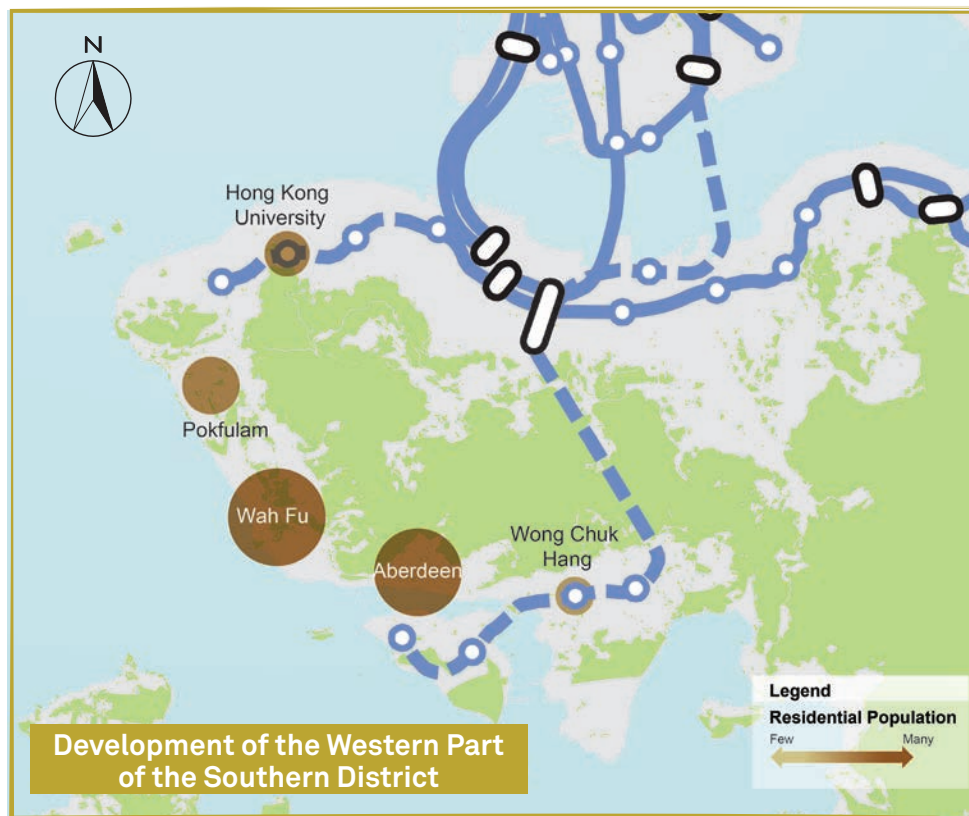 N
Hong Kong
University
Pokfulam
Wah Fu
Aberdeen
Wong Chuk
Hang
Legend
Residential Population
Few
Many
Development of the Western Part
of the Southern District